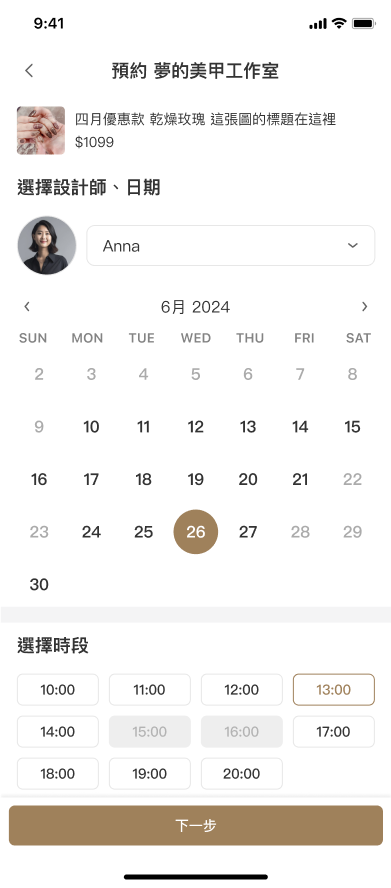 9:41
預約 夢的美甲工作室
四月優惠款 乾燥玫瑰 這張圖的標題在這裡
$1099
選擇設計師、日期
Anna
6月 2024
SUN MON TUE WED THU FRI SAT
2 3 4 5 6 7 8
9 10 11 12 13 14 15
16 17 18 19 20 21 22
23 24 25 26 27 28 29
30
選擇時段
10:00 11:00 12:00 13:00
14:00 15:00 16:00 17:00
18:00 19:00 20:00
下一步